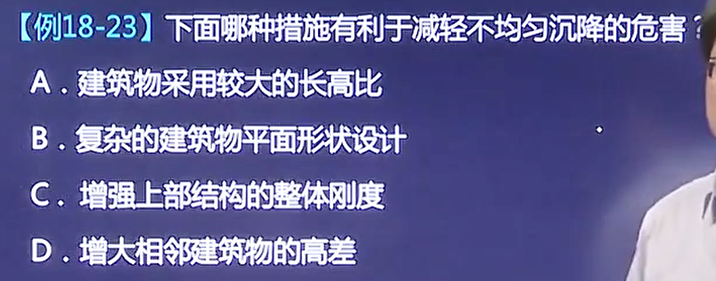 【例18-23】下面哪种措施有利于减轻不均匀沉降的危害?
A．建筑物采用较大的长高比
B．复杂的建筑物平面形状设计
C．增强上部结构的整体刚度
D．增大相邻建筑物的高差